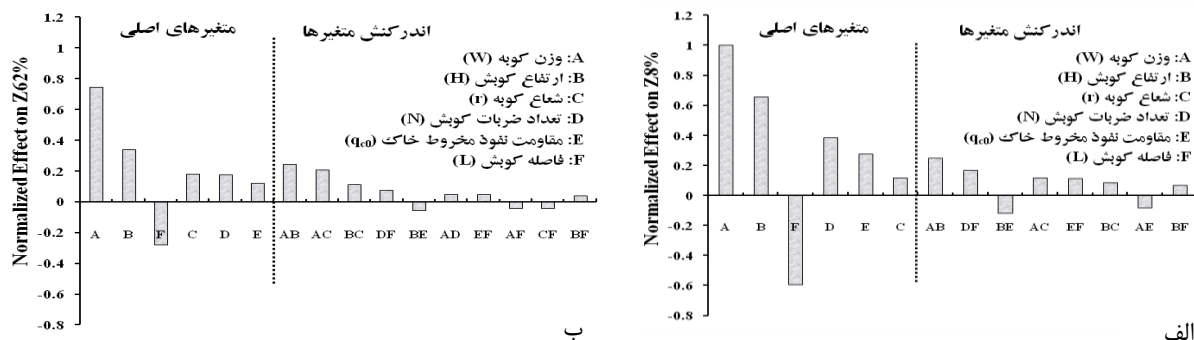 Normalized Effect on Z62%
1.2
1
0.8
0.6
0.4
0.2
0
-0.2
-0.4
-0.6
-0.8
متغیرهای اصلی
اندرکنش متغیرها
A: وزن کوبه (W)
B: ارتفاع کوبش (H)
C: شعاع کوبه (r)
D: تعداد ضربات کوبش (N)
E: مقاومت نفوذ مخروط خاک (qc0)
F: فاصله کوبش (L)
A B F C D E AB AC BC DF BE AD EF AF CF BF
ب
Normalized Effect on Z8%
1.2
1
0.8
0.6
0.4
0.2
0
-0.2
-0.4
-0.6
-0.8
متغیرهای اصلی
اندرکنش متغیرها
A: وزن کوبه (W)
B: ارتفاع کوبش (H)
C: شعاع کوبه (r)
D: تعداد ضربات کوبش (N)
E: مقاومت نفوذ مخروط خاک (qc0)
F: فاصله کوبش (L)
A B F D E C AB DF BE AC EF BC AE BF
الف